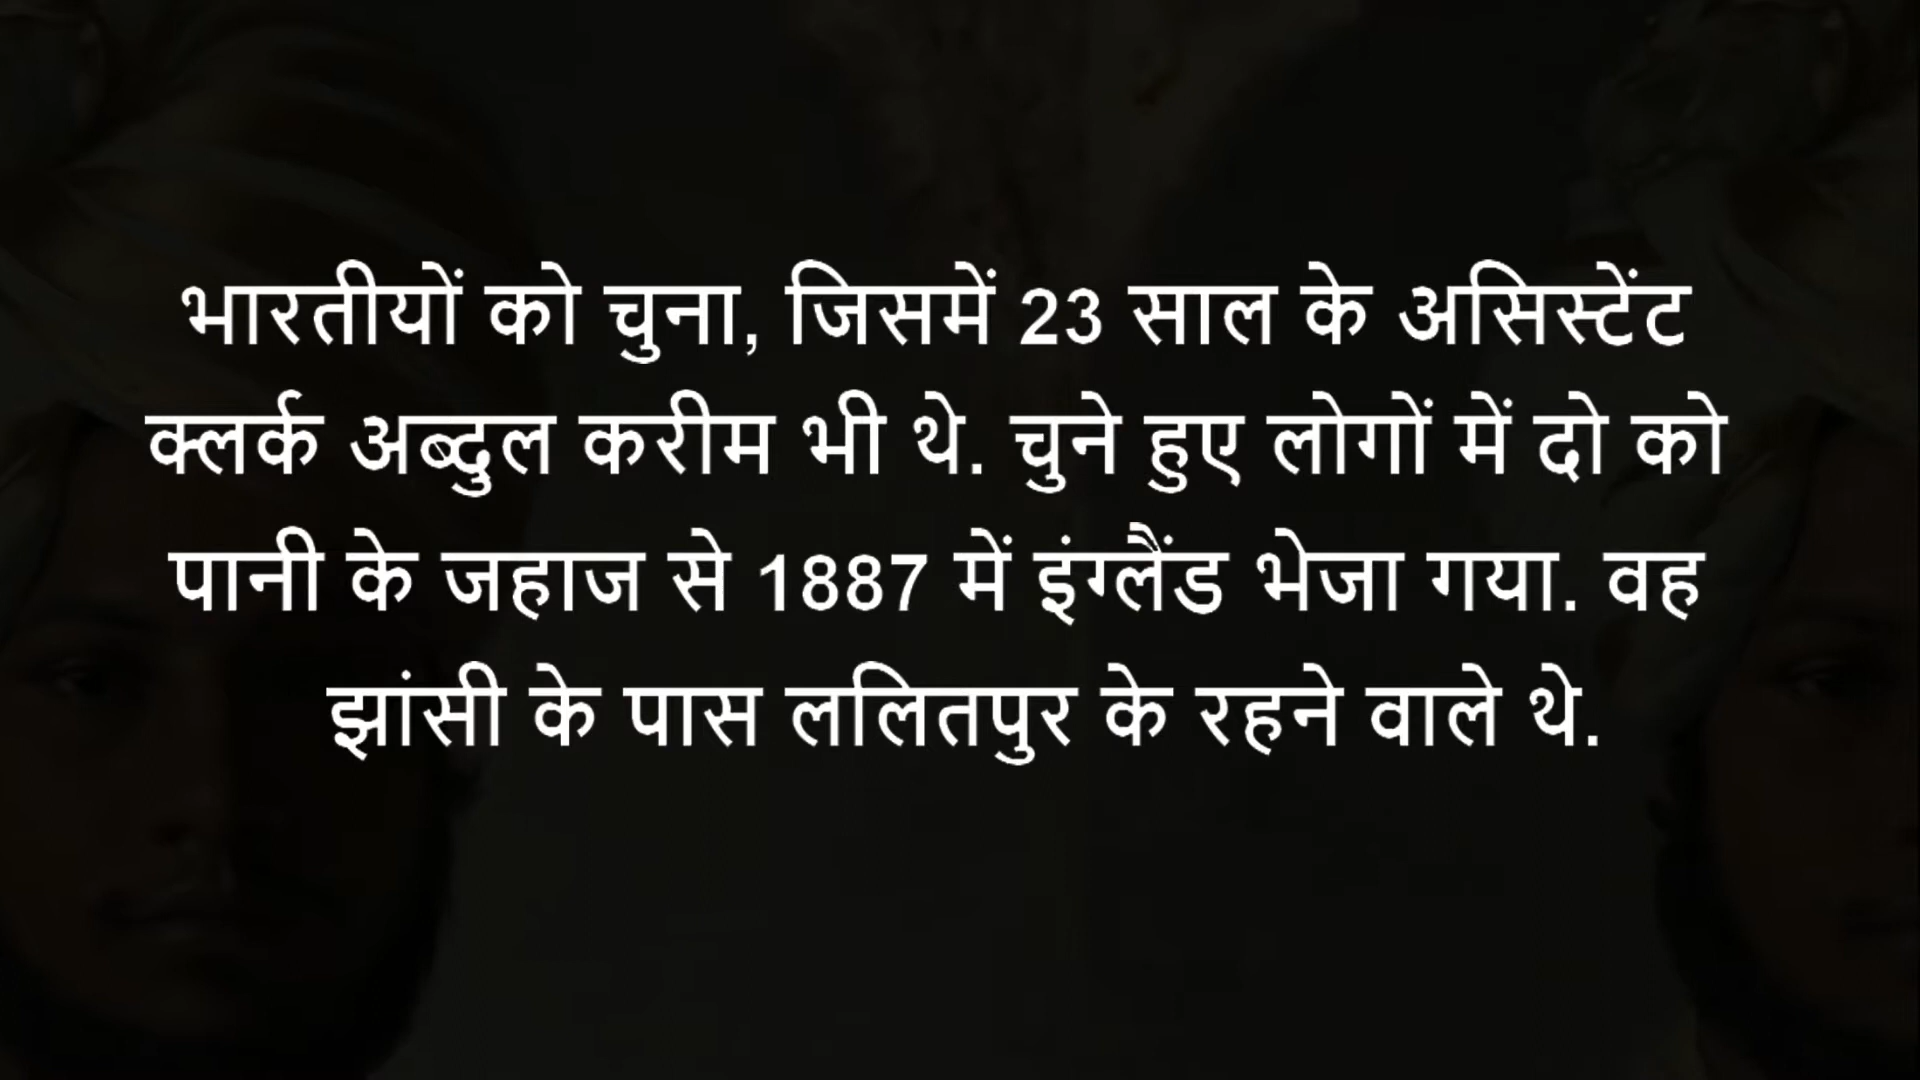 भारतीयों को चुना, जिसमें 23 साल के असिस्टेंट
क्लर्क अब्दुल करीम भी थे. चुने हुए लोगों में दो को
पानी के जहाज से 1887 में इंग्लैंड भेजा गया. वह
झांसी के पास ललितपुर के रहने वाले थे.